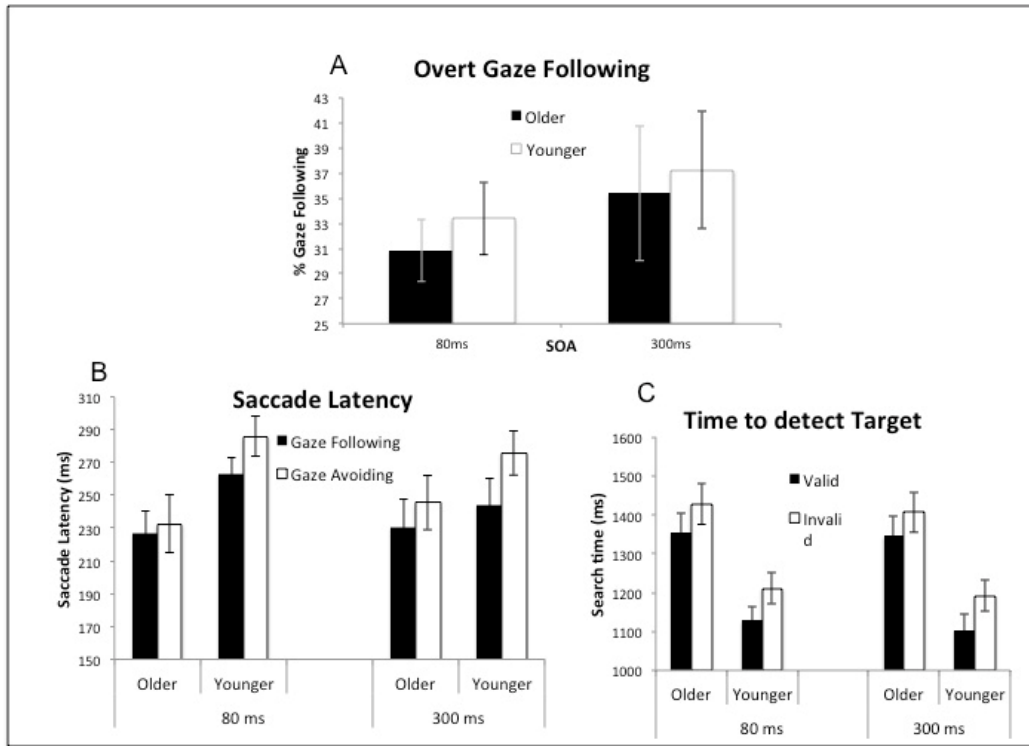 A
Overt Gaze Following
43
41
39
37
35
33
31
29
27
25
% Gaze Following
Older
Younger
80ms
SOA
300ms
B
Saccade Latency
310
290
270
250
230
210
190
170
150
Saccade Latency (ms)
Gaze Following
Gaze Avoiding
Older
Younger
Older
Younger
80 ms
300 ms
C
Time to detect Target
1600
1500
1400
1300
1200
1100
1000
Search time (ms)
Valid
Invali
d
Older
Younger
Older
Younger
80 ms
300 ms